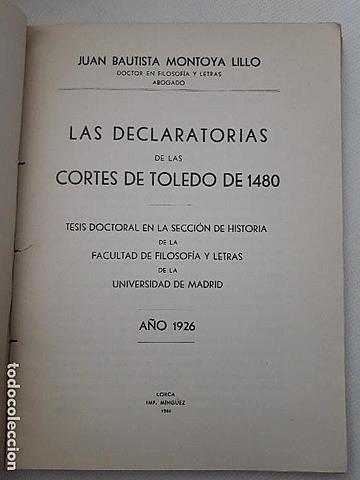 JUAN BAUTISTA MONTOYA LILLO
DOCTOR EN FILOSOFÍA Y LETRAS
ABOGADO
LAS DECLARATORIAS
DE LAS
CORTES DE TOLEDO DE 1480
TESIS DOCTORAL EN LA SECCIÓN DE HISTORIA
DE LA
FACULTAD DE FILOSOFÍA Y LETRAS
DE LA
UNIVERSIDAD DE MADRID
AÑO 1926
LORCA
IMP. MÍNGUEZ
todocoleccion.net